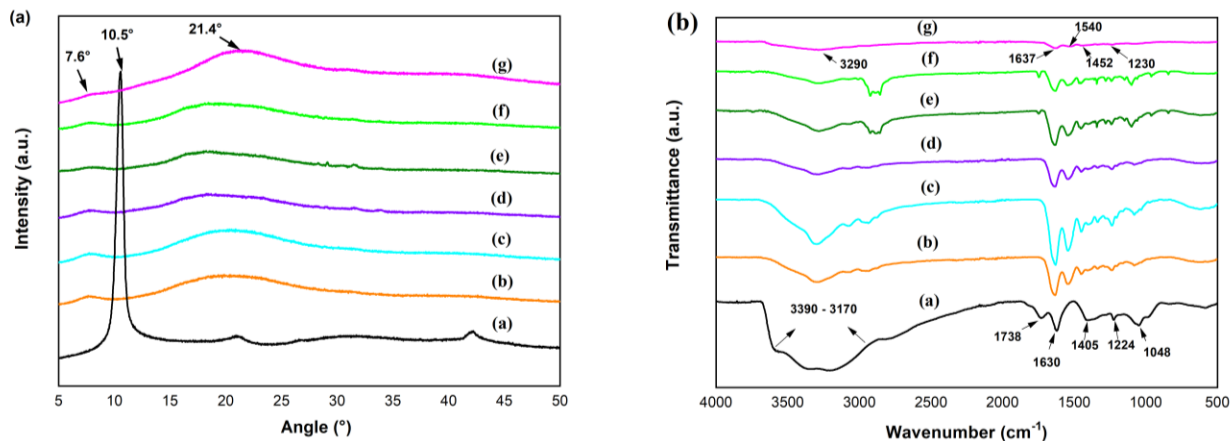 (a)
7.6°
10.5°
21.4°
(g)
(f)
(e)
(d)
(c)
(b)
(a)
Intensity (a.u.)
5 10 15 20 25 30 35 40 45 50
Angle (°)
(b)
(g)
1540
3290
1637
1452
1230
(f)
(e)
(d)
(c)
(b)
(a)
3390 - 3170
1738
1630
1405
1224
1048
Transmittance (a.u.)
4000 3500 3000 2500 2000 1500 1000 500
Wavenumber (cm⁻¹)